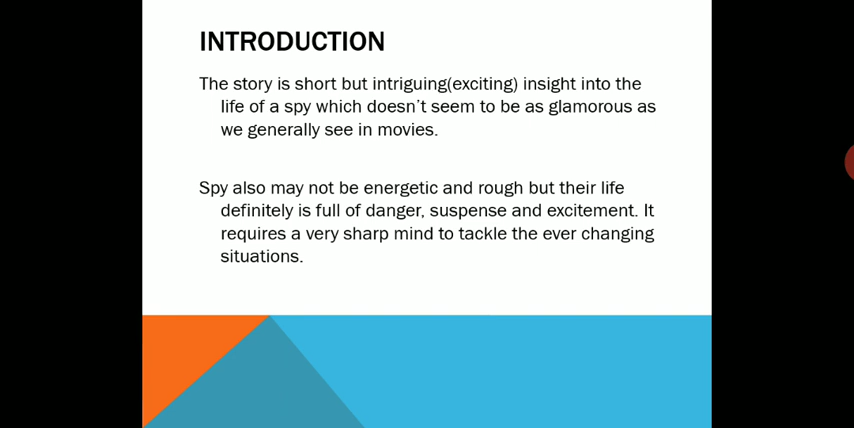 INTRODUCTION
The story is short but intriguing(exciting) insight into the
life of a spy which doesn't seem to be as glamorous as
we generally see in movies.
Spy also may not be energetic and rough but their life
definitely is full of danger, suspense and excitement. It
requires a very sharp mind to tackle the ever changing
situations.